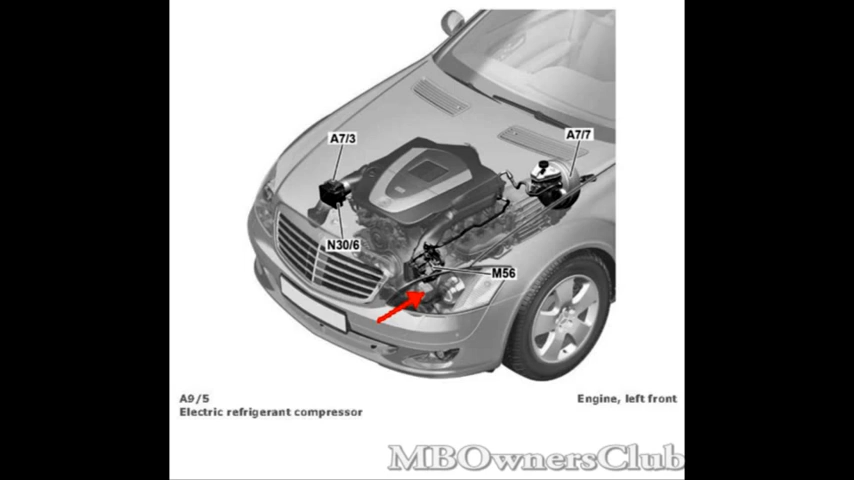 A7/7
A7/3
N30/6
M56
A9/5
Engine, left front
Electric refrigerant compressor
MBOwnersClub